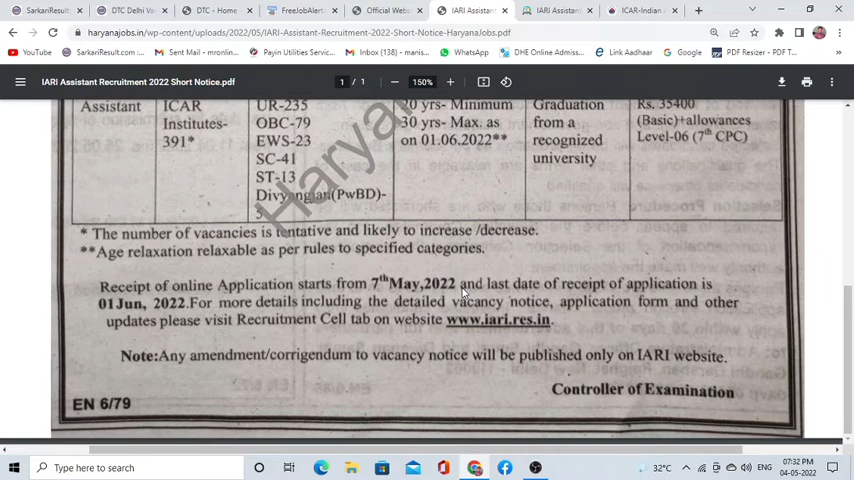 SarkariResult
DTC Delhi Va
DTC - Home
FreeJobAlert
Official Webs
IARI Assistan
IARI Assistan
ICAR-Indian A
haryanajobs.in/wp-content/uploads/2022/05/IARI-Assistant-Recruitment-2022-Short-Notice-HaryanaJobs.pdf
YouTube SarkariResult.com : Sent Mail - mronline... Payin Utility Servic... Inbox (138) - manis... WhatsApp DHE Online Admissi... Link Aadhaar Google PDF Resizer - PDF R...
IARI Assistant Recruitment 2022 Short Notice.pdf 1 / 1 150%
Assistant
ICAR
Institutes-
391*
UR-235
OBC-79
EWS-23
SC-41
ST-13
Divyangjan(PwBD)-
5
20 yrs- Minimum
30 yrs- Max. as
on 01.06.2022**
Graduation
from a
recognized
university
Rs. 35400
(Basic)+allowances
Level-06 (7th CPC)
Haryan
* The number of vacancies is tentative and likely to increase /decrease.
**Age relaxation relaxable as per rules to specified categories.
Receipt of online Application starts from 7th May,2022 and last date of receipt of application is
01Jun, 2022.For more details including the detailed vacancy notice, application form and other
updates please visit Recruitment Cell tab on website www.iari.res.in.
Note:Any amendment/corrigendum to vacancy notice will be published only on IARI website.
Controller of Examination
EN 6/79
Type here to search
32°C
ENG
07:32 PM
04-05-2022